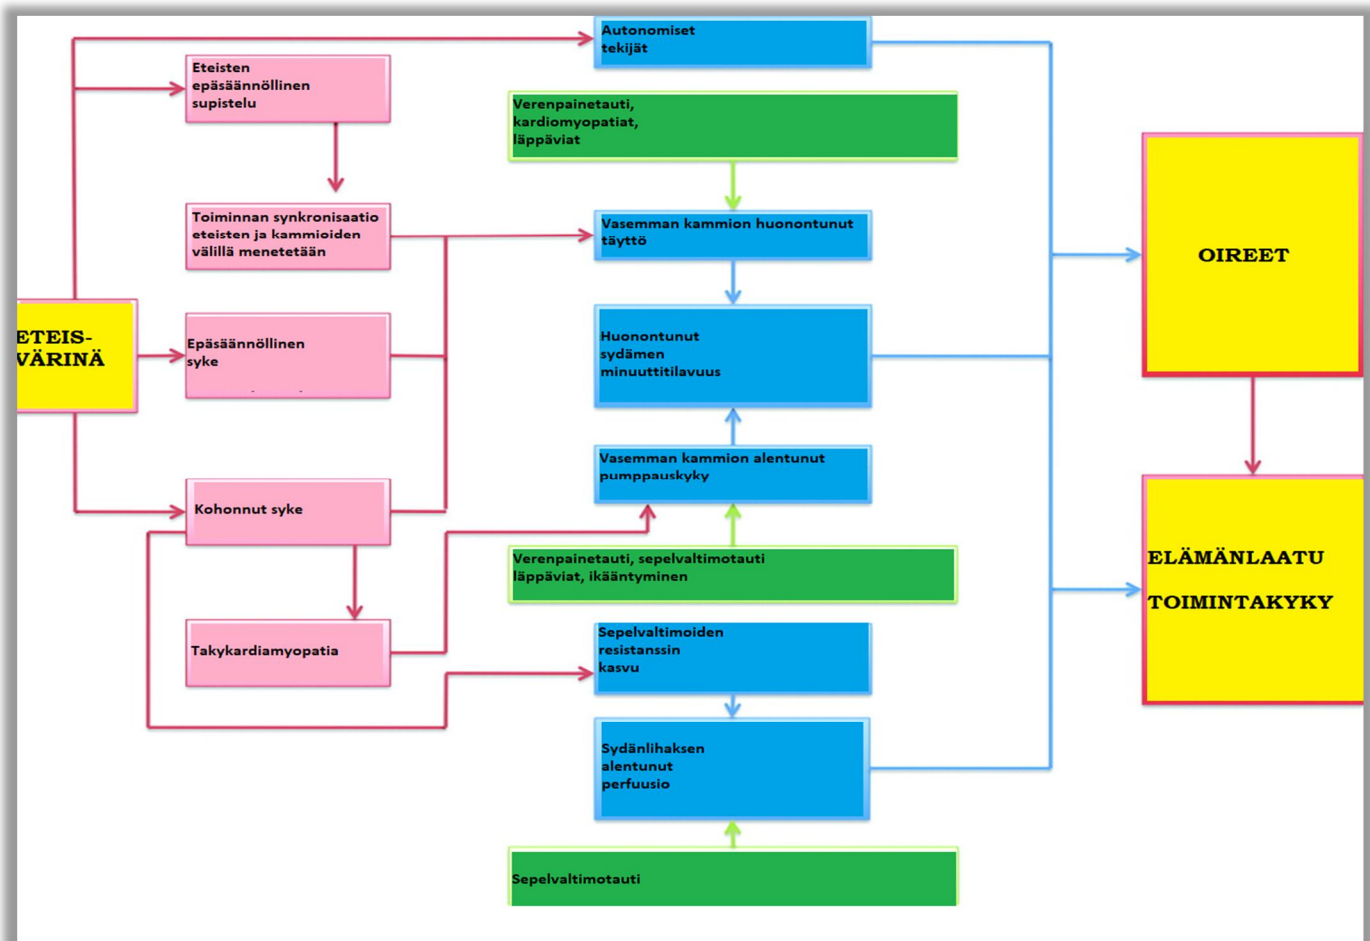 Autonomiset
tekijät
Eteisten
epäsäännöllinen
supistelu
Verenpainetauti,
kardiomyopatiat,
läppäviat
Toiminnan synkronisaatio
eteisten ja kammioiden
välillä menetetään
Vasemman kammion huonontunut
täyttö
OIREET
ETEIS-
VÄRINÄ
Epäsäännöllinen
syke
Huonontunut
sydämen
minuuttitilavuus
Vasemman kammion alentunut
pumppauskyky
Kohonnut syke
Verenpainetauti, sepelvaltimotauti
läppäviat, ikääntyminen
ELÄMÄNLAATU
TOIMINTAKYKY
Takykardiamyopatia
Sepelvaltimoiden
resistanssin
kasvu
Sydänlihaksen
alentunut
perfuusio
Sepelvaltimotauti